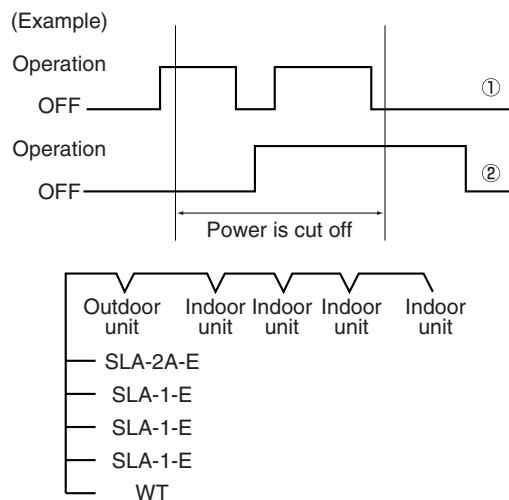 (Example)
Operation
OFF
①
Operation
OFF
②
Power is cut off
Outdoor unit
Indoor unit
Indoor unit
Indoor unit
Indoor unit
SLA-2A-E
SLA-1-E
SLA-1-E
SLA-1-E
WT